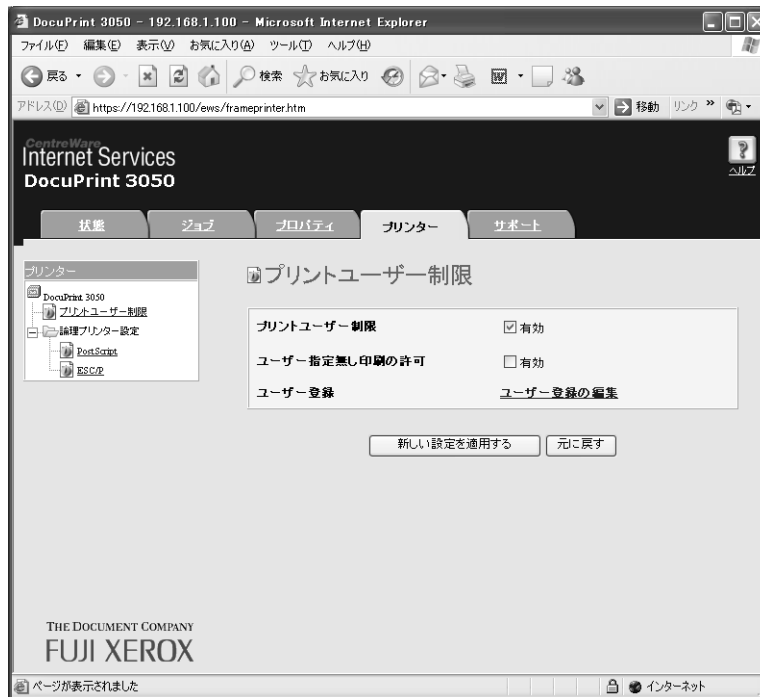 DocuPrint 3050 - 192.168.1.100 - Microsoft Internet Explorer
ファイル(F) 編集(E) 表示(V) お気に入り(A) ツール(T) ヘルプ(H)
戻る 検索 お気に入り
アドレス(D) https://192.168.1.100/ews/frameprinter.htm 移動 リンク »
CentreWare
Internet Services
DocuPrint 3050
ヘルプ
状態 ジョブ プロパティ プリンター サポート
プリンター
DocuPrint 3050
プリントユーザー制限
論理プリンター設定
PostScript
ESC/P
プリントユーザー制限
プリントユーザー制限 有効
ユーザー指定無し印刷の許可 有効
ユーザー登録 ユーザー登録の編集
新しい設定を適用する 元に戻す
THE DOCUMENT COMPANY
FUJI XEROX
ページが表示されました インターネット